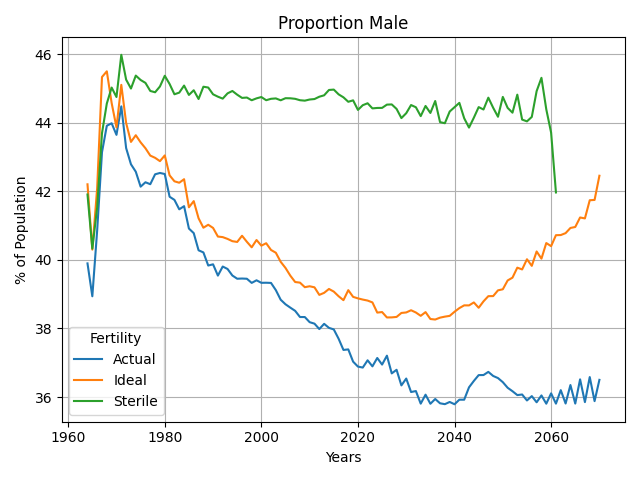 Proportion Male
% of Population
46
44
42
40
38
36
Fertility
Actual
Ideal
Sterile
1960
1980
2000
2020
2040
2060
Years